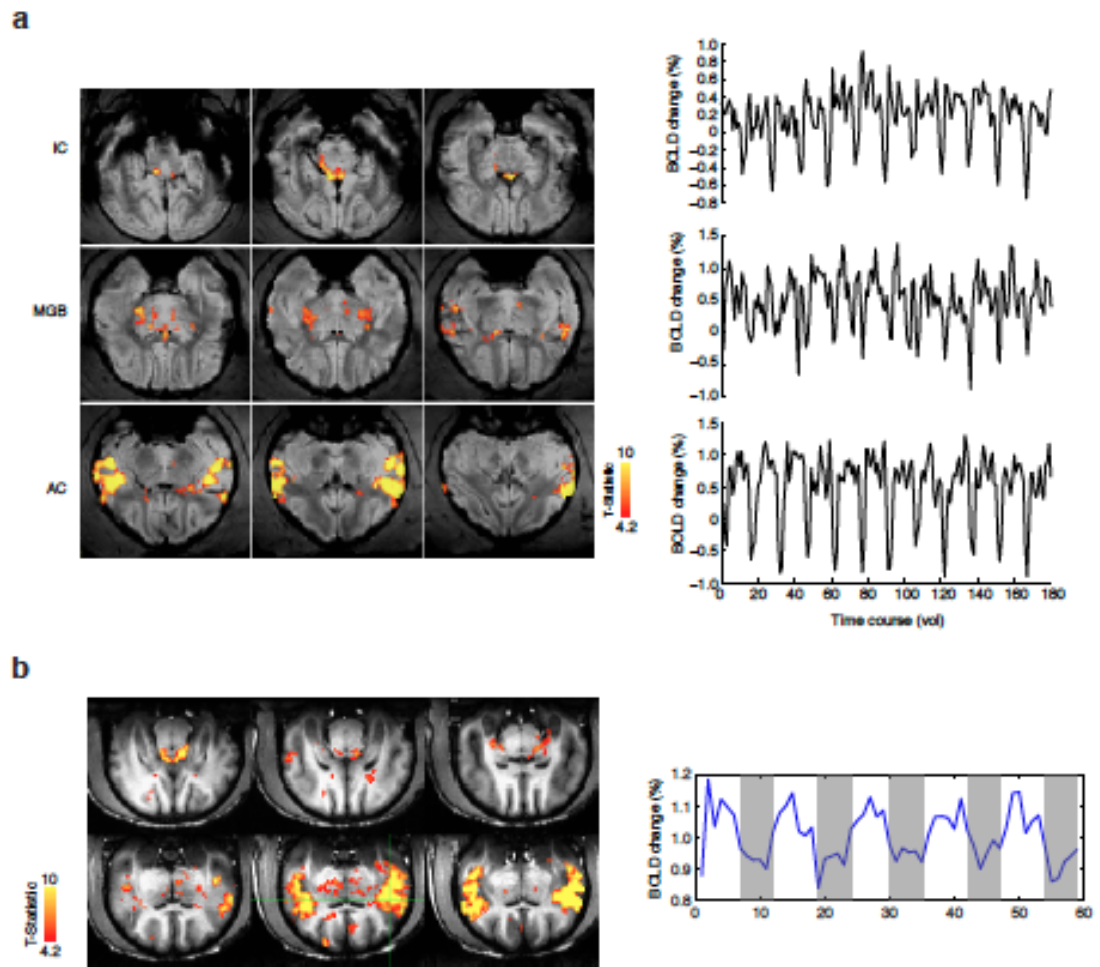 a
IC
MGB
AC
10
T-Statistic
4.2
1.0
0.8
0.6
0.4
0.2
0
−0.2
−0.4
−0.6
−0.8
BOLD change (%)
1.5
1.0
0.5
0
−0.5
−1.0
BOLD change (%)
1.5
1.0
0.5
0
−0.5
−1.0
BOLD change (%)
0 20 40 60 80 100 120 140 160 180
Time course (vol)
b
10
T-Statistic
4.2
1.2
1.1
1.0
0.9
0.8
BOLD change (%)
0 10 20 30 40 50 60